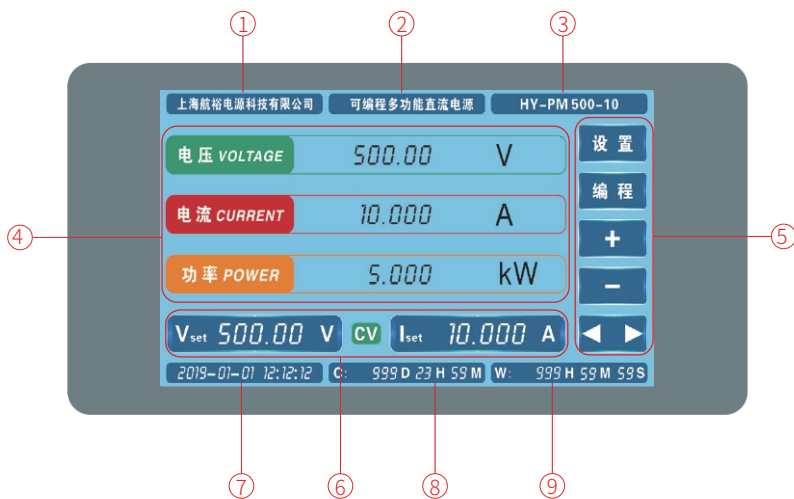 ① ② ③
上海航裕电源科技有限公司 可编程多功能直流电源 HY-PM 500-10
电压 VOLTAGE 500.00 V 设置
编程
④ 电流 CURRENT 10.000 A + ⑤
功率 POWER 5.000 kW −
Vset 500.00 V CV Iset 10.000 A ◀ ▶
2019-01-01 12:12:12 C: 999 D 23 H 59 M W: 999 H 59 M 59 S
⑦ ⑥ ⑧ ⑨